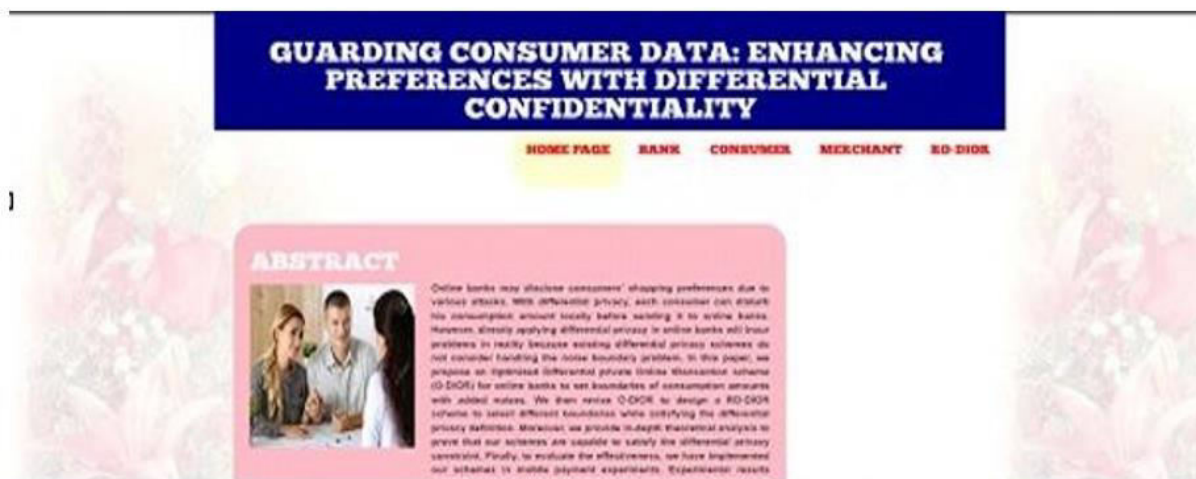 GUARDING CONSUMER DATA: ENHANCING
PREFERENCES WITH DIFFERENTIAL
CONFIDENTIALITY
HOME PAGE BANK CONSUMER MERCHANT RO-DIOR
ABSTRACT
Online banks may disclose consumers' shopping preferences due to
various attacks. With differential privacy, each consumer can disturb
his consumption amount locally before sending it to online banks.
However, directly applying differential privacy in online banks will incur
problems in reality because existing differential privacy schemes do
not consider handling the noise boundary problem. In this paper, we
propose an Optimized Differential private Online tRansaction scheme
(O-DIOR) for online banks to set boundaries of consumption amounts
with added noises. We then revise O-DIOR to design a RO-DIOR
scheme to select different boundaries while satisfying the differential
privacy definition. Moreover, we provide in-depth theoretical analysis to
prove that our schemes are capable to satisfy the differential privacy
constraint. Finally, to evaluate the effectiveness, we have implemented
our schemes in mobile payment experiments. Experimental results